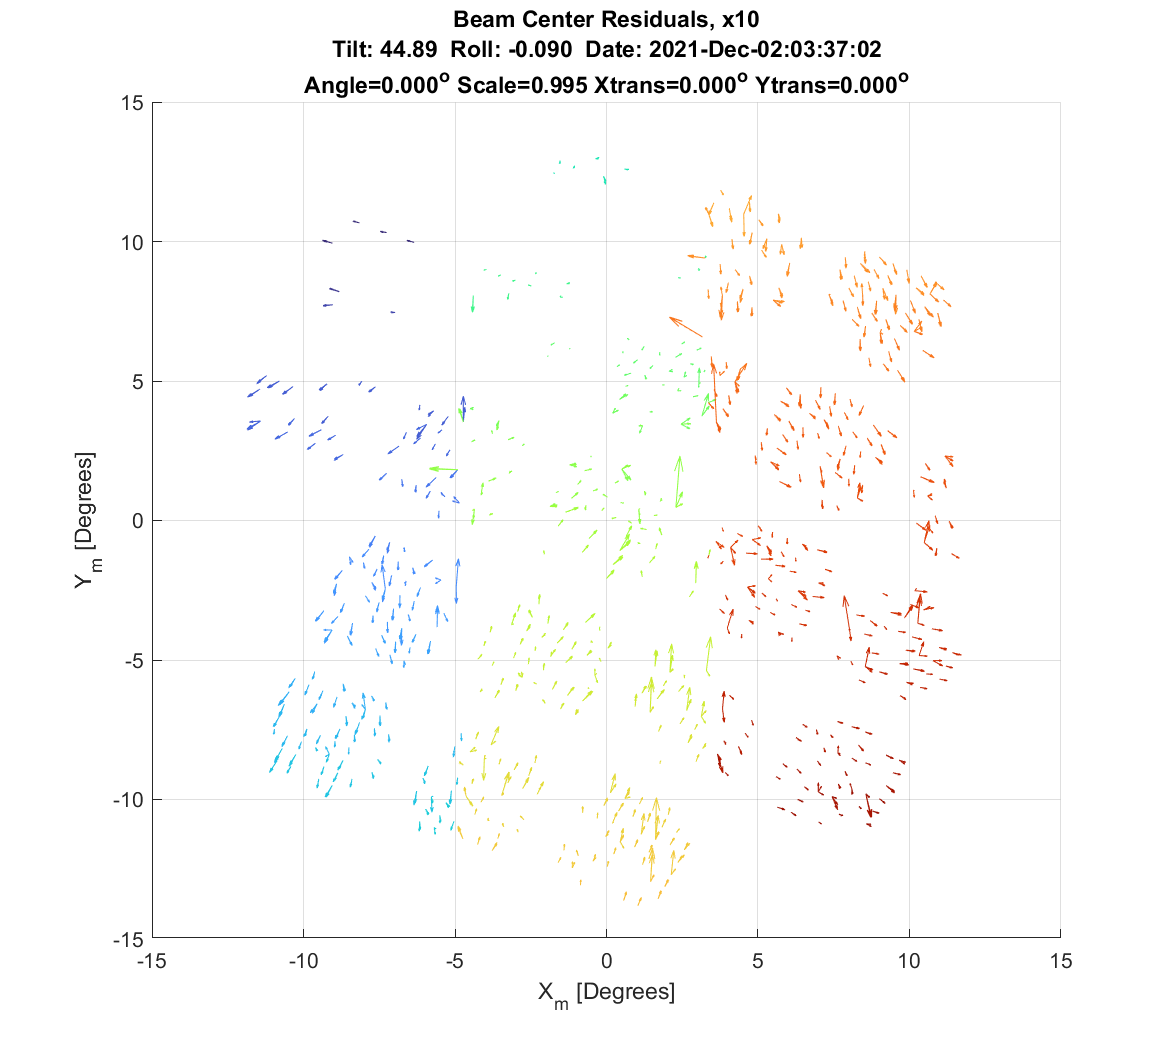 Beam Center Residuals, x10
Tilt: 44.89  Roll: -0.090  Date: 2021-Dec-02:03:37:02
Angle=0.000° Scale=0.995 Xtrans=0.000° Ytrans=0.000°
15
10
5
0
-5
-10
-15
Y_m [Degrees]
-15 -10 -5 0 5 10 15
X_m [Degrees]